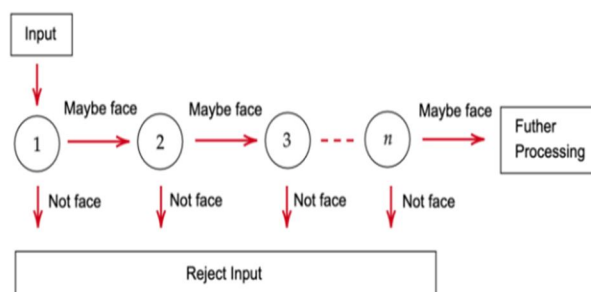 Input
Maybe face
Maybe face
Maybe face
1
2
3
n
Futher
Processing
Not face
Not face
Not face
Not face
Reject Input